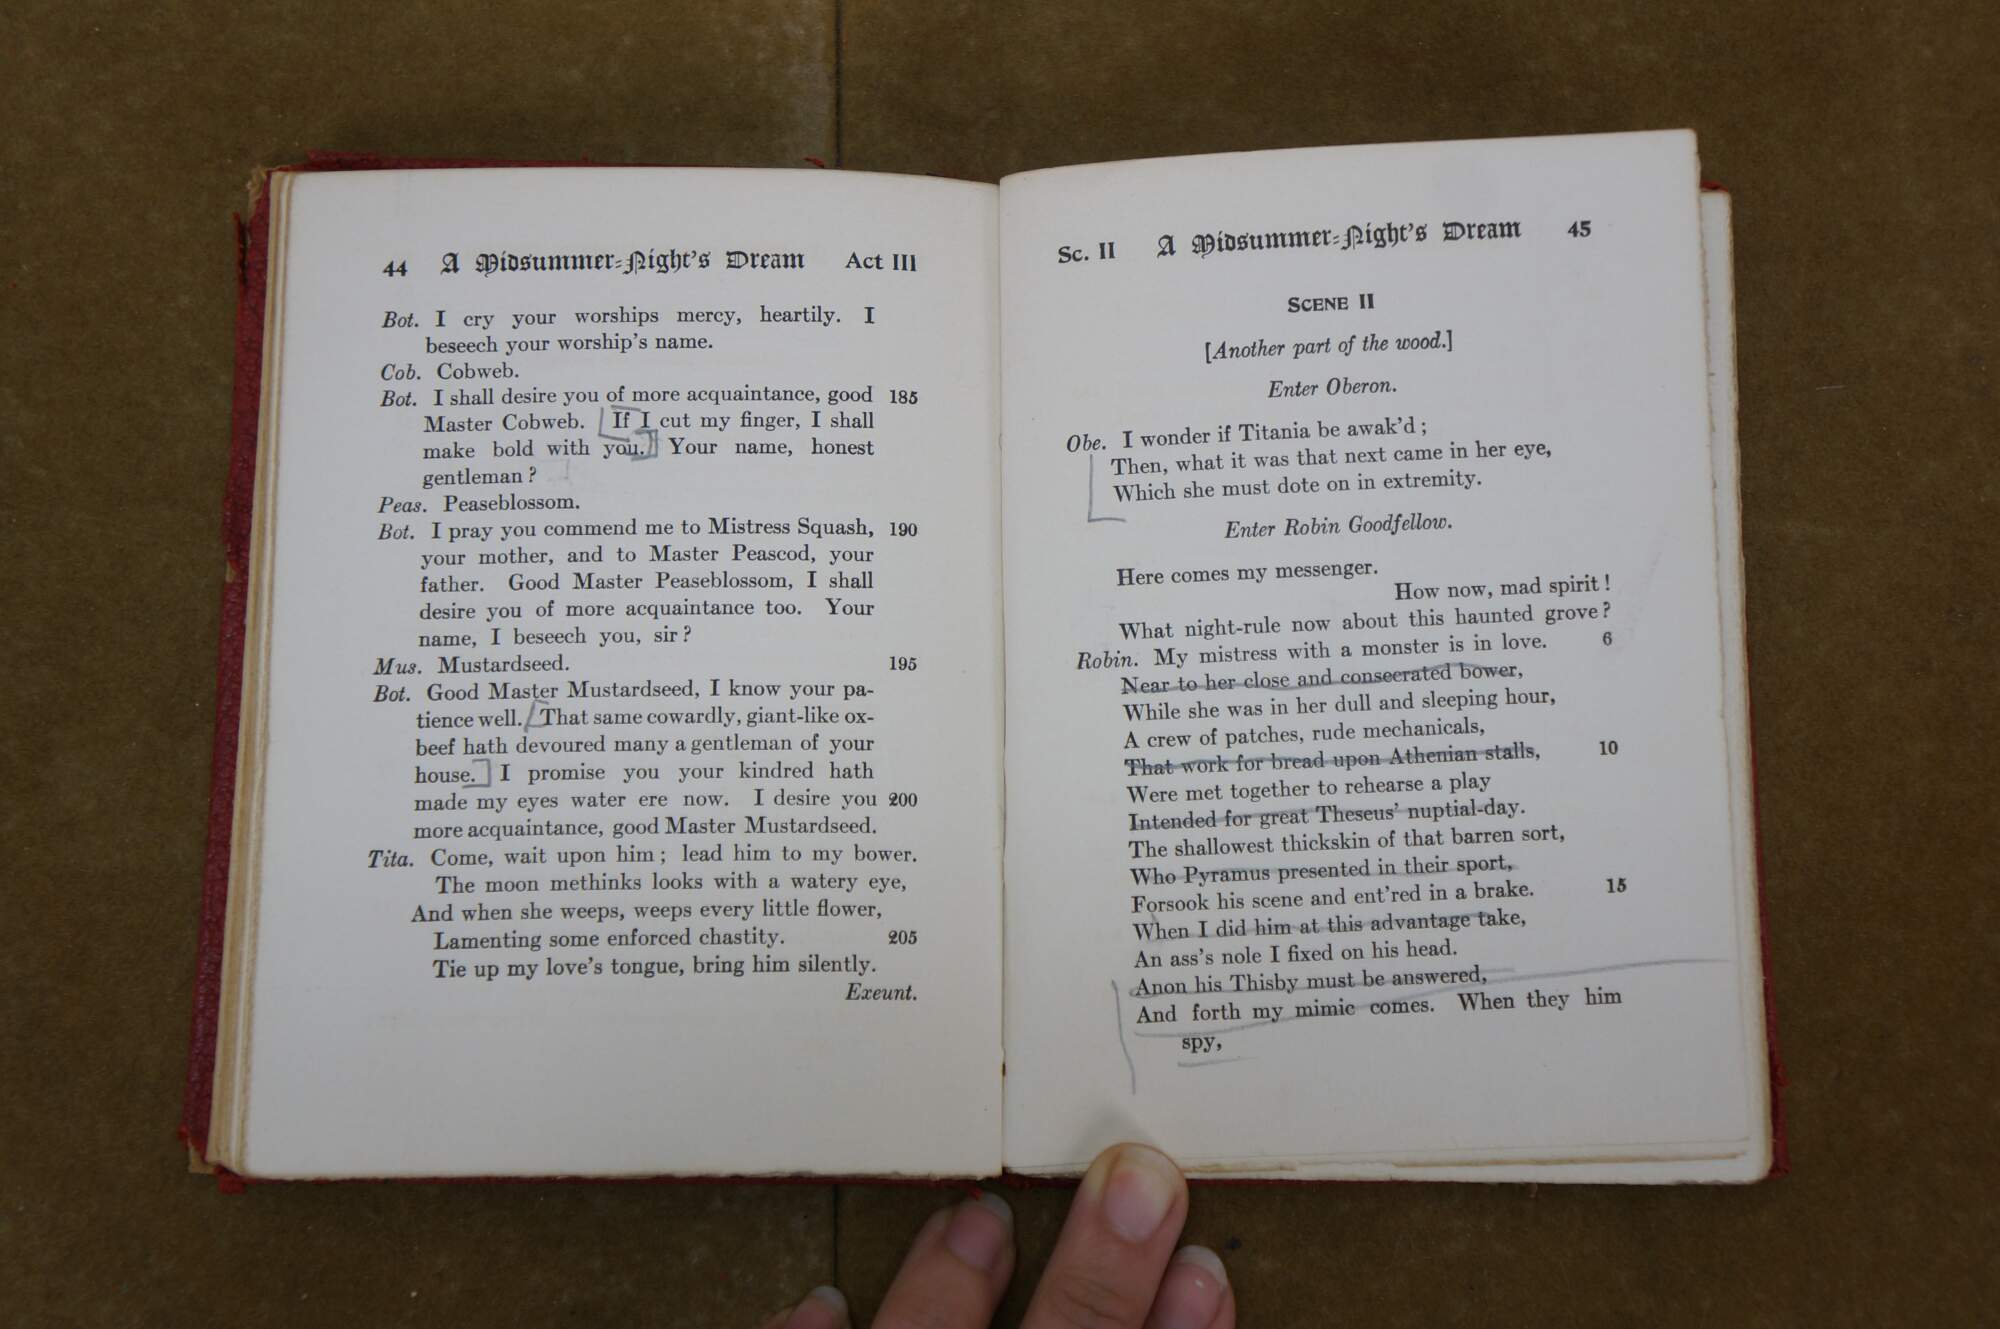 44 A Midsummer-Night's Dream Act III
Bot. I cry your worships mercy, heartily. I
beseech your worship's name.
Cob. Cobweb.
Bot. I shall desire you of more acquaintance, good 185
Master Cobweb. If I cut my finger, I shall
make bold with you. Your name, honest
gentleman?
Peas. Peaseblossom.
Bot. I pray you commend me to Mistress Squash, 190
your mother, and to Master Peascod, your
father. Good Master Peaseblossom, I shall
desire you of more acquaintance too. Your
name, I beseech you, sir?
Mus. Mustardseed. 195
Bot. Good Master Mustardseed, I know your pa-
tience well. That same cowardly, giant-like ox-
beef hath devoured many a gentleman of your
house. I promise you your kindred hath
made my eyes water ere now. I desire you 200
more acquaintance, good Master Mustardseed.
Tita. Come, wait upon him; lead him to my bower.
The moon methinks looks with a watery eye,
And when she weeps, weeps every little flower,
Lamenting some enforced chastity. 205
Tie up my love's tongue, bring him silently.
Exeunt.
Sc. II A Midsummer-Night's Dream 45
SCENE II
[Another part of the wood.]
Enter Oberon.
Obe. I wonder if Titania be awak'd;
Then, what it was that next came in her eye,
Which she must dote on in extremity.
Enter Robin Goodfellow.
Here comes my messenger.
How now, mad spirit!
What night-rule now about this haunted grove?
Robin. My mistress with a monster is in love. 6
Near to her close and consecrated bower,
While she was in her dull and sleeping hour,
A crew of patches, rude mechanicals,
That work for bread upon Athenian stalls, 10
Were met together to rehearse a play
Intended for great Theseus' nuptial-day.
The shallowest thickskin of that barren sort,
Who Pyramus presented in their sport,
Forsook his scene and ent'red in a brake. 15
When I did him at this advantage take,
An ass's nole I fixed on his head.
Anon his Thisby must be answered,
And forth my mimic comes. When they him
spy,